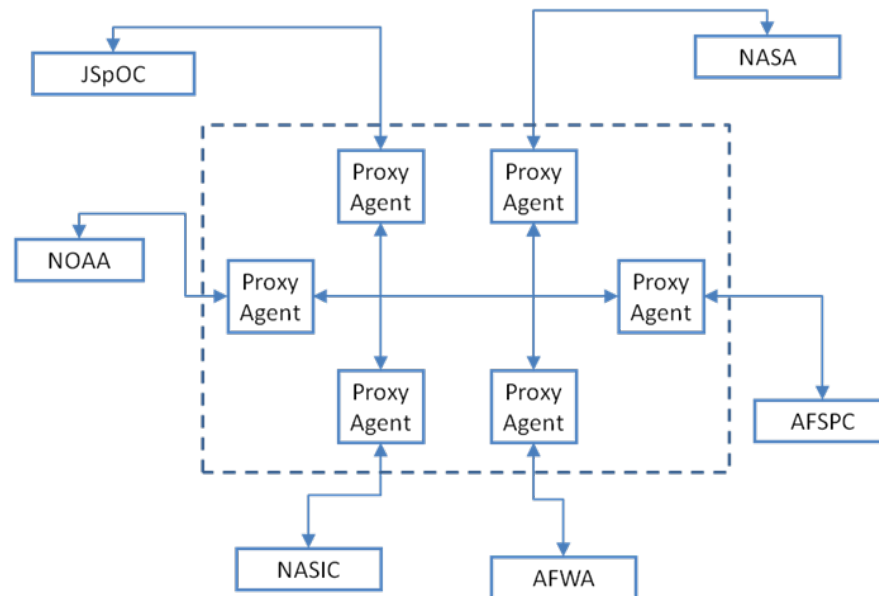 JSpOC
NASA
Proxy
Agent
Proxy
Agent
NOAA
Proxy
Agent
Proxy
Agent
Proxy
Agent
Proxy
Agent
AFSPC
NASIC
AFWA